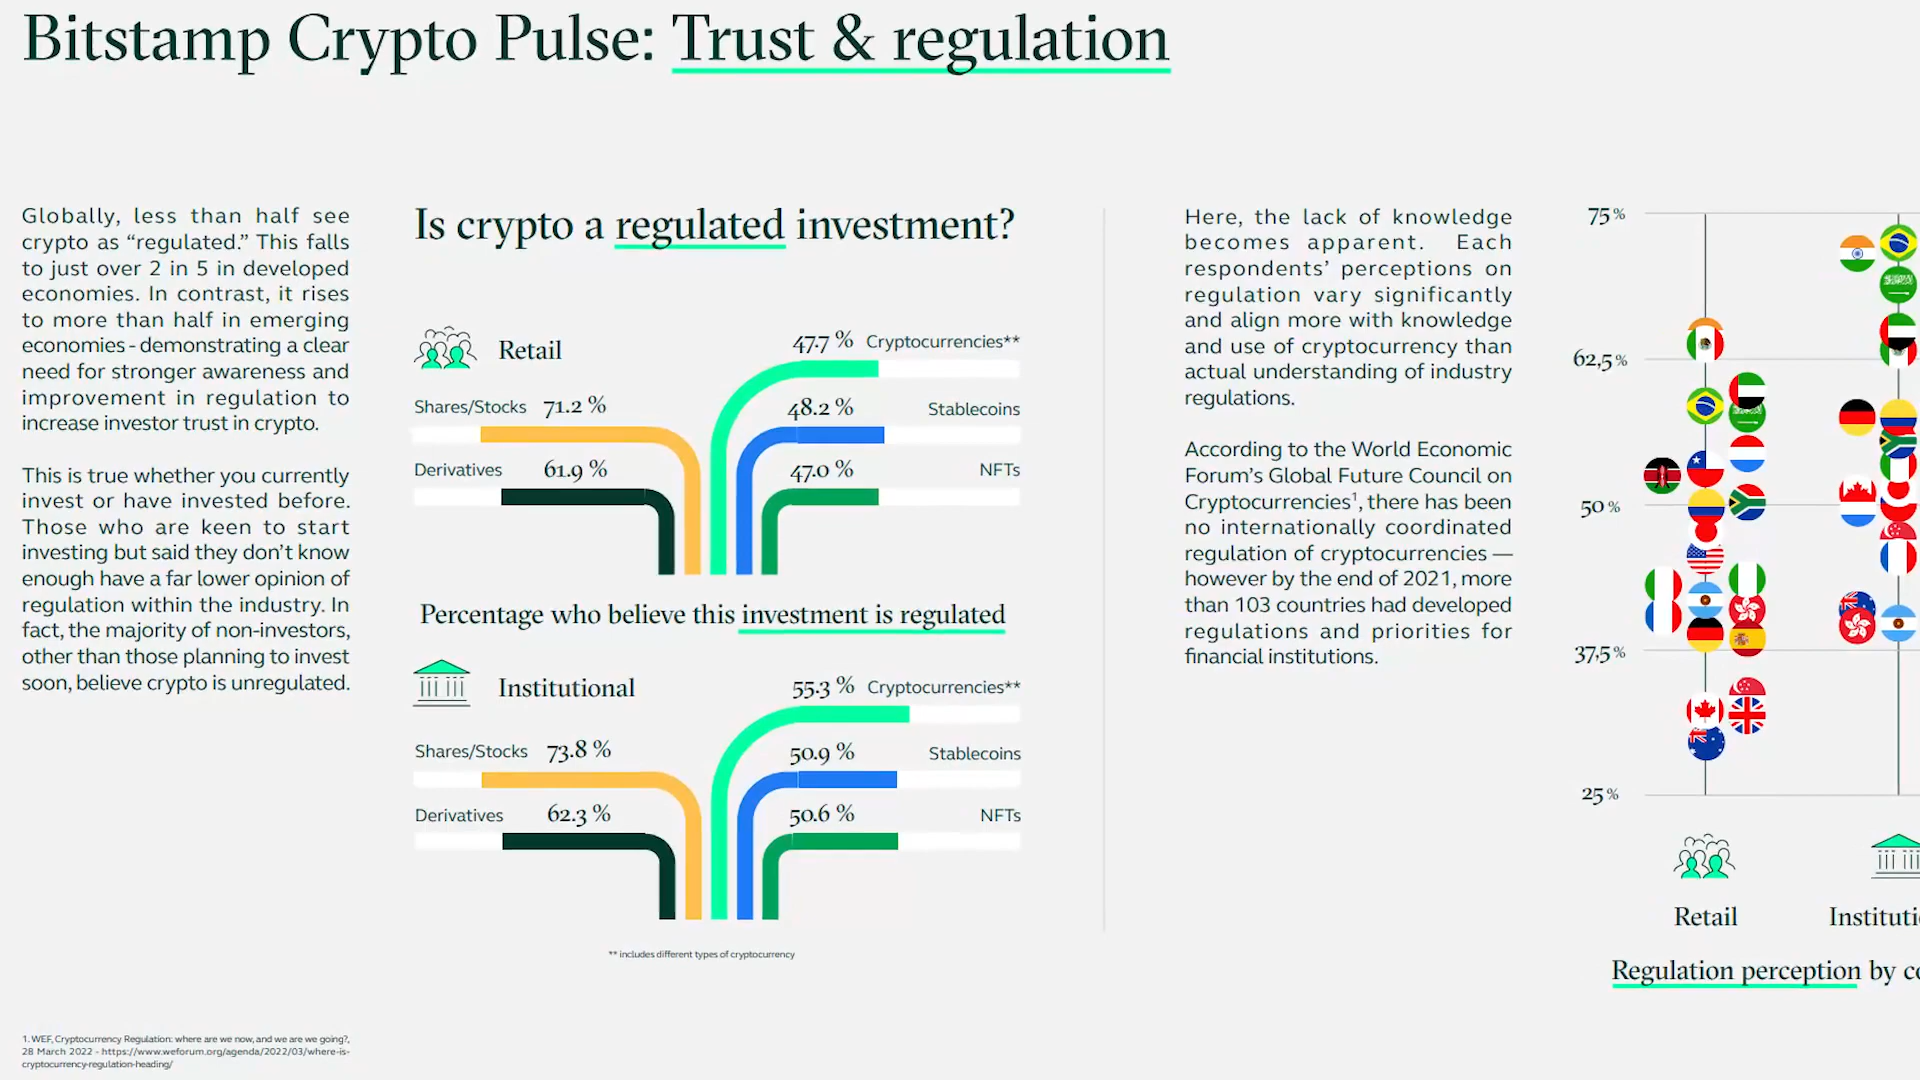 Bitstamp Crypto Pulse: Trust & regulation
Globally, less than half see
crypto as “regulated.” This falls
to just over 2 in 5 in developed
economies. In contrast, it rises
to more than half in emerging
economies - demonstrating a clear
need for stronger awareness and
improvement in regulation to
increase investor trust in crypto.
This is true whether you currently
invest or have invested before.
Those who are keen to start
investing but said they don’t know
enough have a far lower opinion of
regulation within the industry. In
fact, the majority of non-investors,
other than those planning to invest
soon, believe crypto is unregulated.
1. WEF, Cryptocurrency Regulation: where are we now, and we are we going?,
28 March 2022 - https://www.weforum.org/agenda/2022/03/where-is-
cryptocurrency-regulation-heading/
Is crypto a regulated investment?
Retail
47.7 % Cryptocurrencies**
Shares/Stocks 71.2 %
48.2 % Stablecoins
Derivatives 61.9 %
47.0 % NFTs
Percentage who believe this investment is regulated
Institutional
55.3 % Cryptocurrencies**
Shares/Stocks 73.8 %
50.9 % Stablecoins
Derivatives 62.3 %
50.6 % NFTs
** includes different types of cryptocurrency
Here, the lack of knowledge
becomes apparent. Each
respondents’ perceptions on
regulation vary significantly
and align more with knowledge
and use of cryptocurrency than
actual understanding of industry
regulations.
According to the World Economic
Forum’s Global Future Council on
Cryptocurrencies¹, there has been
no internationally coordinated
regulation of cryptocurrencies —
however by the end of 2021, more
than 103 countries had developed
regulations and priorities for
financial institutions.
75%
62,5%
50%
37,5%
25%
Retail
Instituti
Regulation perception by co